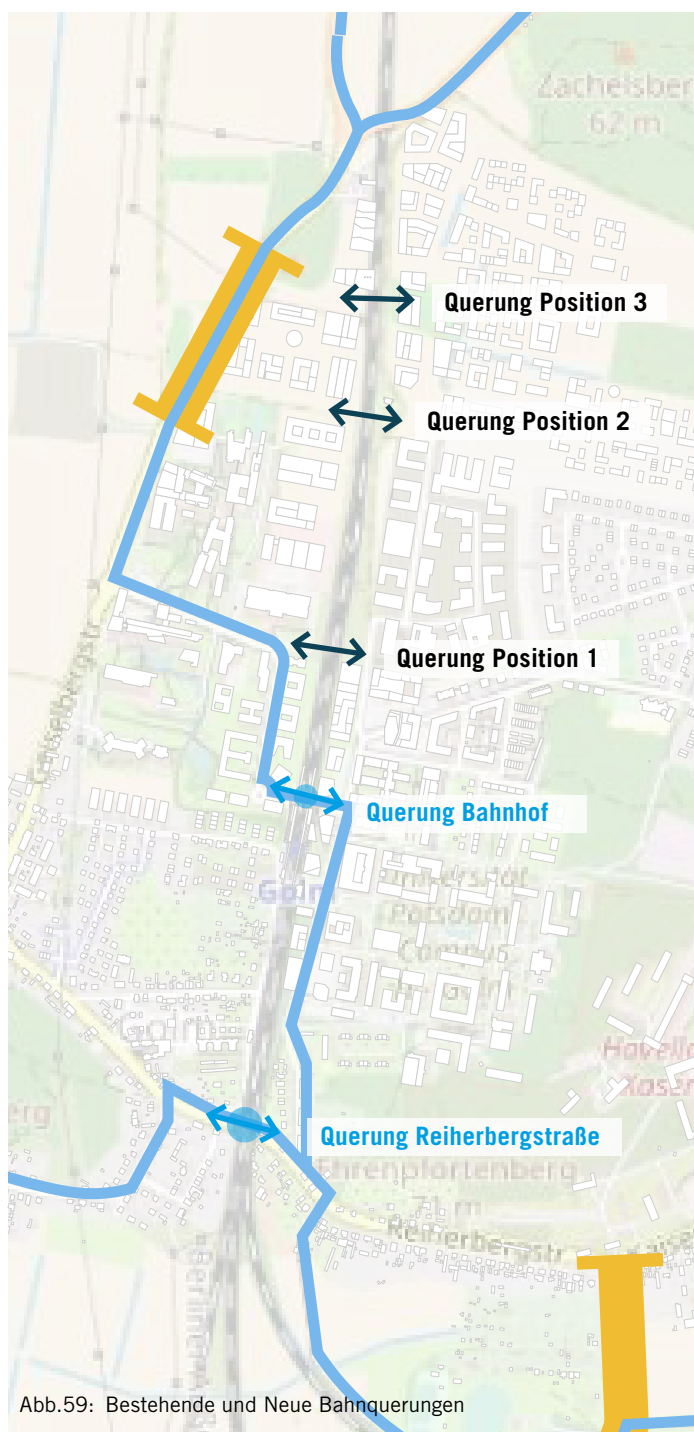 Zachelsberg
62 m
Querung Position 3
Querung Position 2
Querung Position 1
Querung Bahnhof
Golm
Universität
Potsdam
Campus
Querung Reiherbergstraße
Ehrenpfortenberg
71 m
Reiherbergstr.
Abb.59: Bestehende und Neue Bahnquerungen